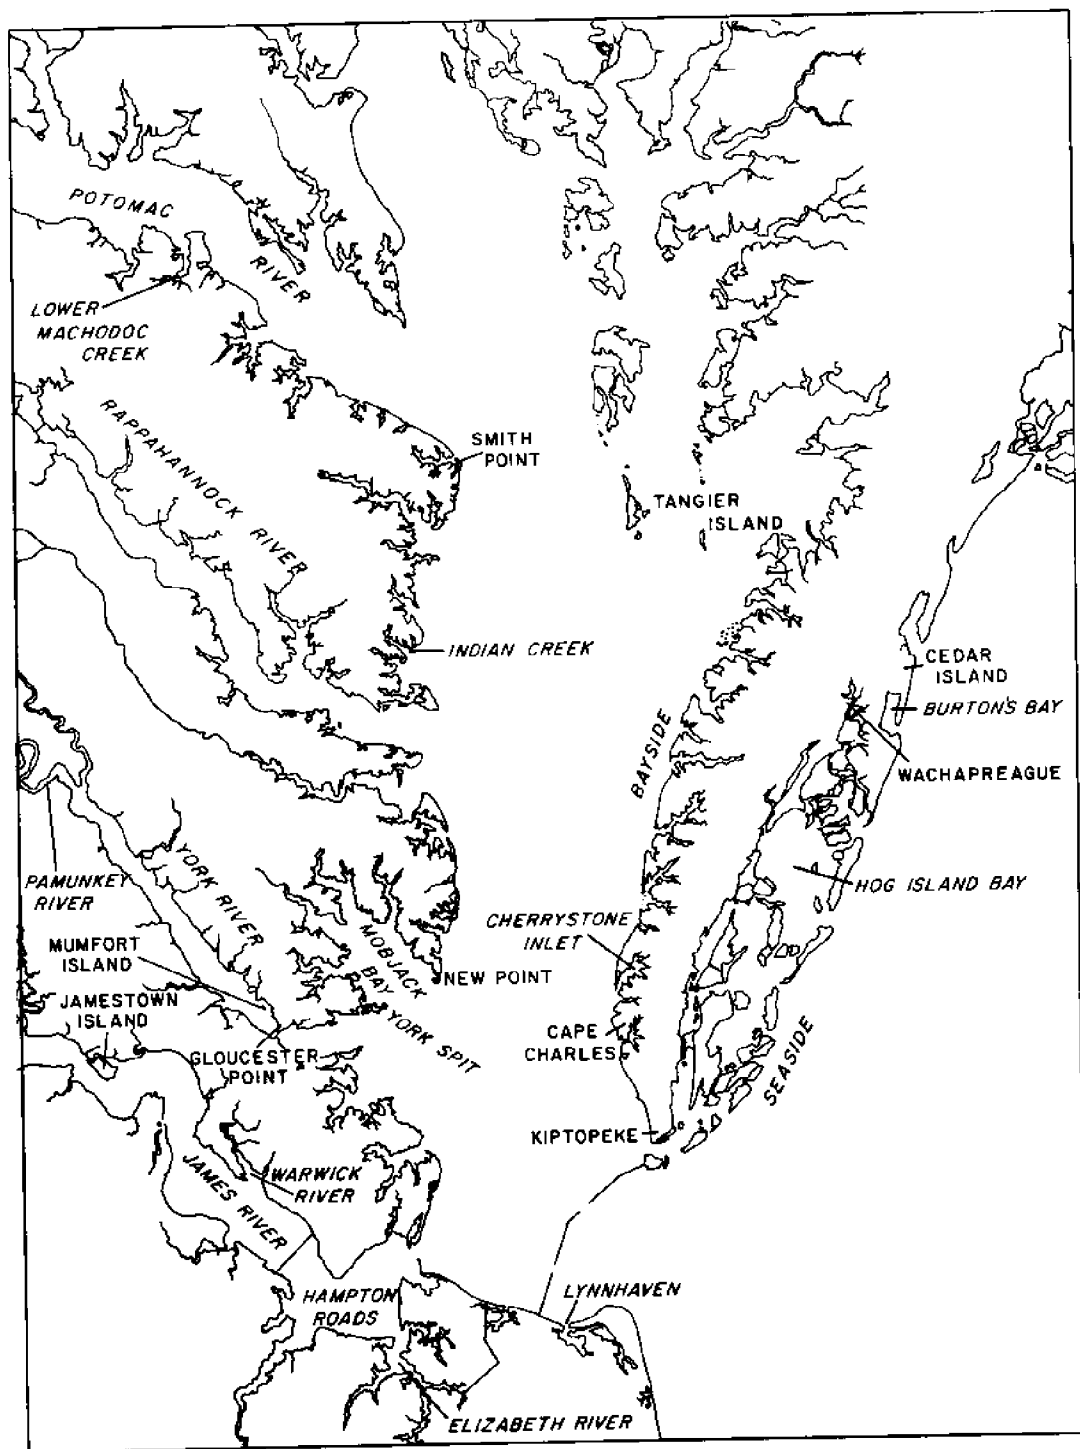 POTOMAC
RIVER
LOWER
MACHODOC
CREEK
RAPPAHANNOCK RIVER
SMITH
POINT
TANGIER
ISLAND
INDIAN CREEK
CEDAR
ISLAND
BURTON'S BAY
WACHAPREAGUE
BAYSIDE
HOG ISLAND BAY
PAMUNKEY
RIVER
YORK RIVER
MUMFORT
ISLAND
MOBJACK
BAY
CHERRYSTONE
INLET
NEW POINT
JAMESTOWN
ISLAND
GLOUCESTER
POINT
YORK SPIT
CAPE
CHARLES
SEASIDE
KIPTOPEKE
JAMES RIVER
WARWICK
RIVER
HAMPTON
ROADS
LYNNHAVEN
ELIZABETH RIVER